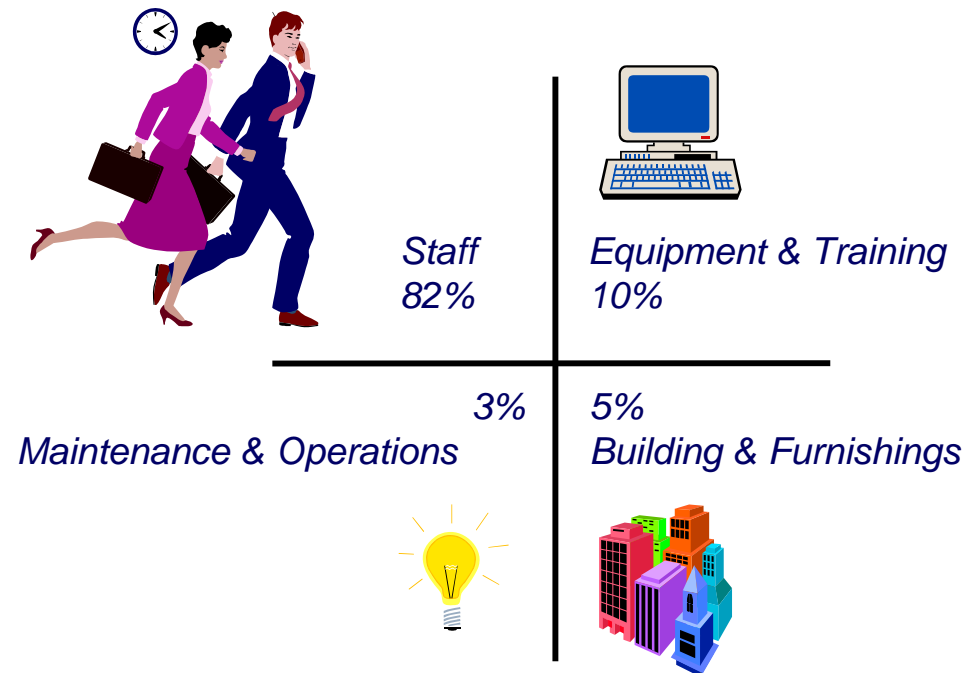 Staff
82%
Equipment & Training
10%
3%
Maintenance & Operations
5%
Building & Furnishings